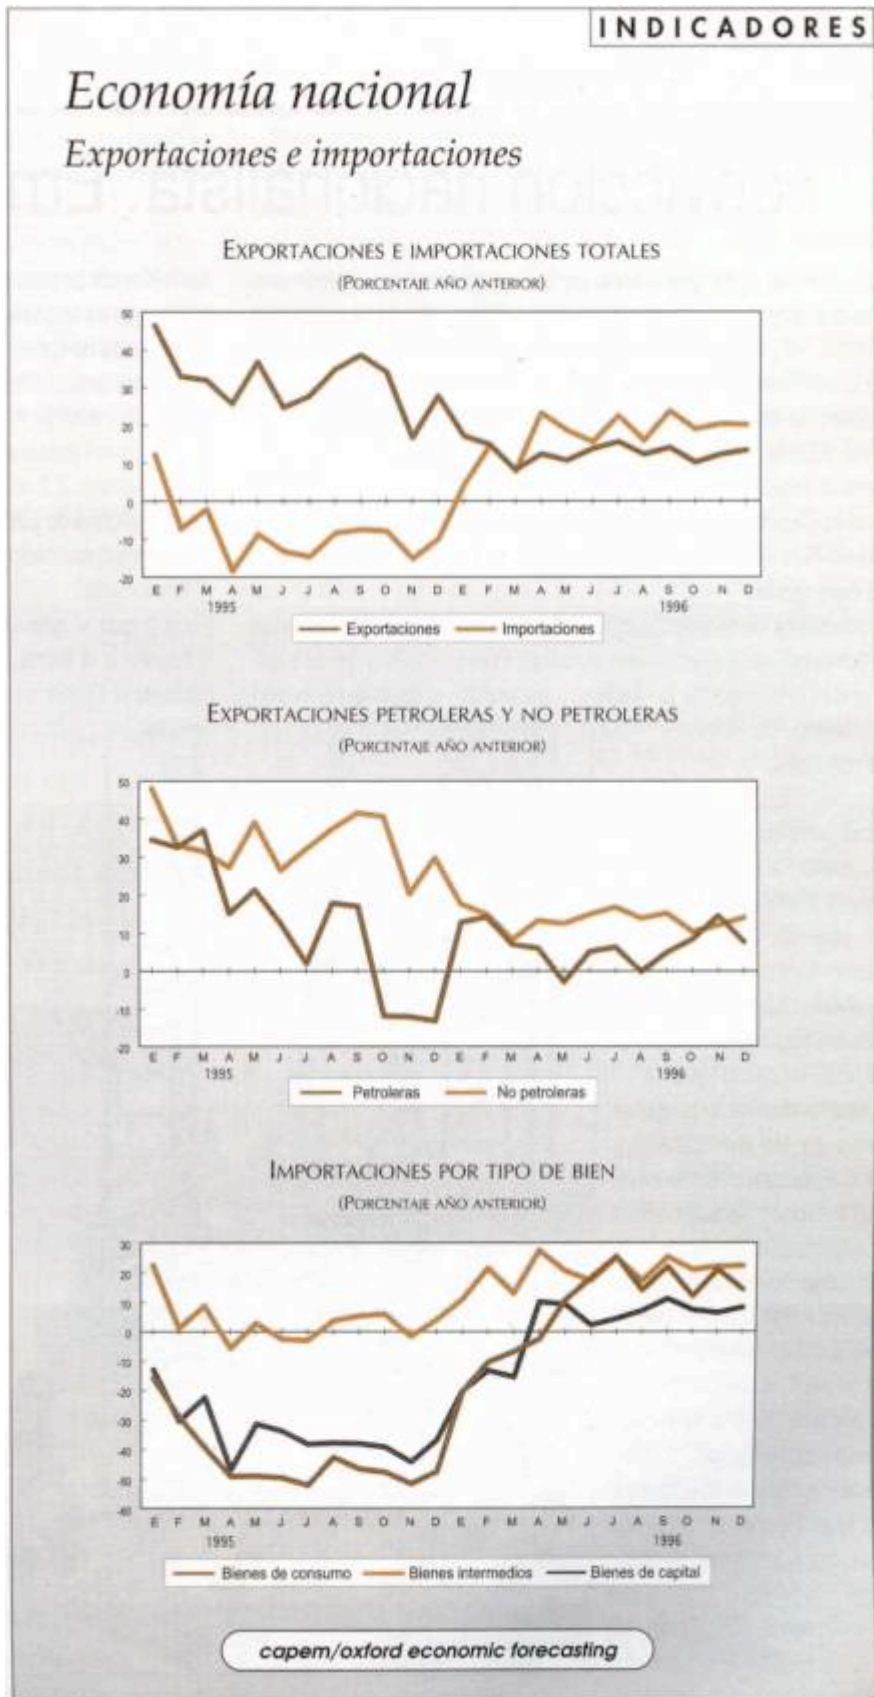 INDICADORES
Economía nacional
Exportaciones e importaciones
EXPORTACIONES E IMPORTACIONES TOTALES
(PORCENTAJE AÑO ANTERIOR)
50
40
30
20
10
0
-10
-20
E F M A M J J A S O N D E F M A M J J A S O N D
1995 1996
Exportaciones Importaciones
EXPORTACIONES PETROLERAS Y NO PETROLERAS
(PORCENTAJE AÑO ANTERIOR)
50
40
30
20
10
0
-10
-20
E F M A M J J A S O N D E F M A M J J A S O N D
1995 1996
Petroleras No petroleras
IMPORTACIONES POR TIPO DE BIEN
(PORCENTAJE AÑO ANTERIOR)
30
20
10
0
-10
-20
-30
-40
-50
-60
E F M A M J J A S O N D E F M A M J J A S O N D
1995 1996
Bienes de consumo Bienes intermedios Bienes de capital
capem/oxford economic forecasting